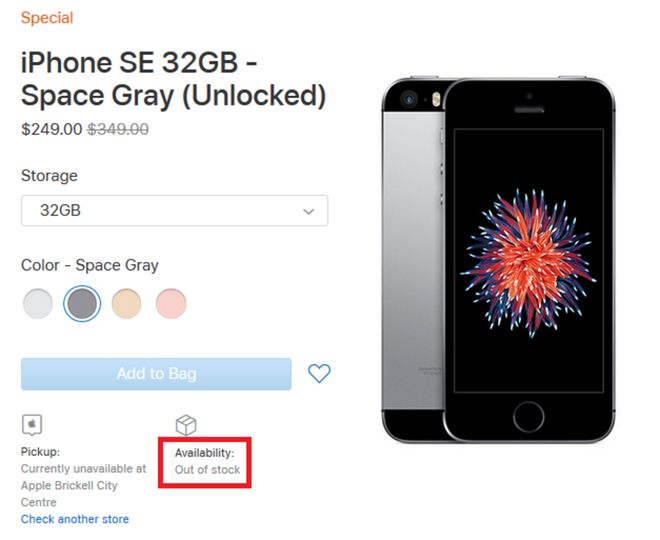 Special
iPhone SE 32GB -
Space Gray (Unlocked)
$249.00 $349.00
Storage
32GB
Color - Space Gray
Add to Bag
Pickup:
Currently unavailable at
Apple Brickell City
Centre
Check another store
Availability:
Out of stock